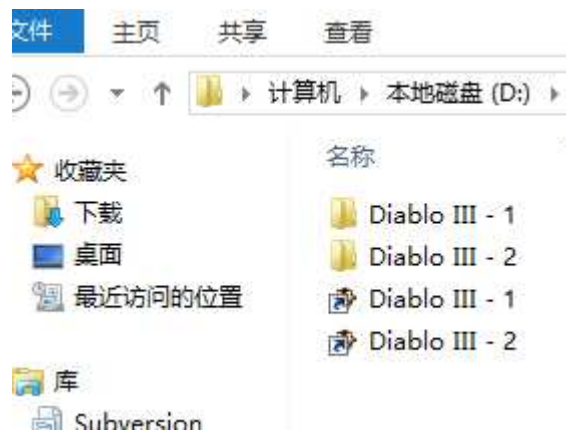 文件 主页 共享 查看
计算机 本地磁盘 (D:)
收藏夹
下载
桌面
最近访问的位置
库
Subversion
名称
Diablo III - 1
Diablo III - 2
Diablo III - 1
Diablo III - 2